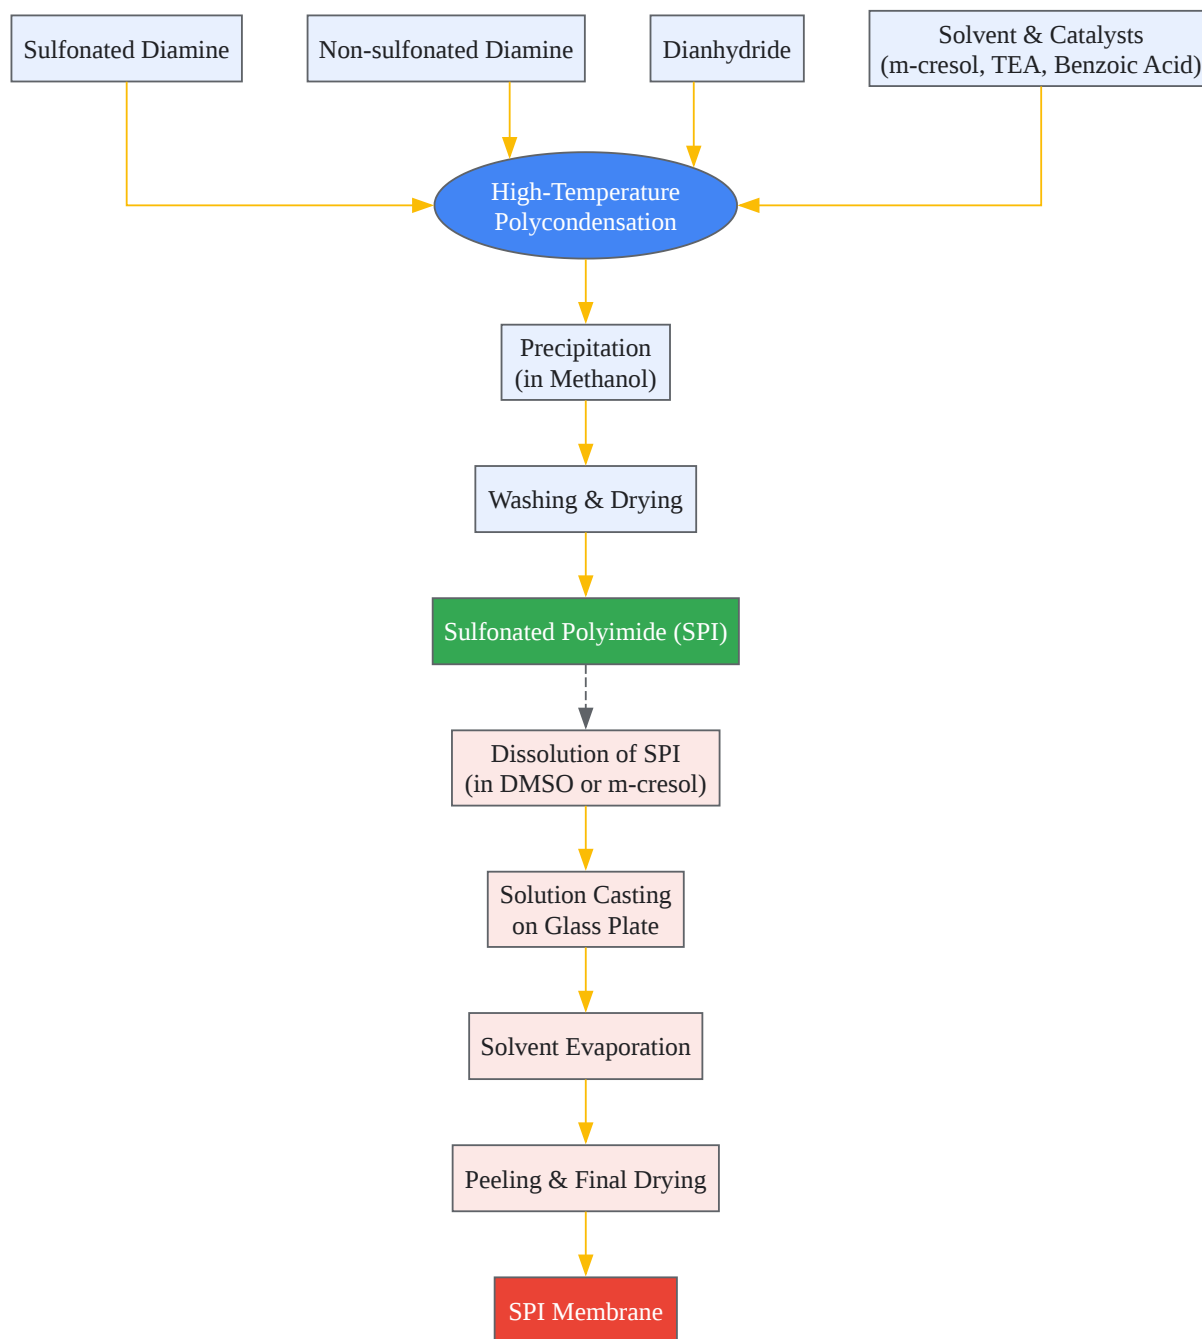 Sulfonated Diamine
Non-sulfonated Diamine
Dianhydride
Solvent & Catalysts
(m-cresol, TEA, Benzoic Acid)
High-Temperature
Polycondensation
Precipitation
(in Methanol)
Washing & Drying
Sulfonated Polyimide (SPI)
Dissolution of SPI
(in DMSO or m-cresol)
Solution Casting
on Glass Plate
Solvent Evaporation
Peeling & Final Drying
SPI Membrane